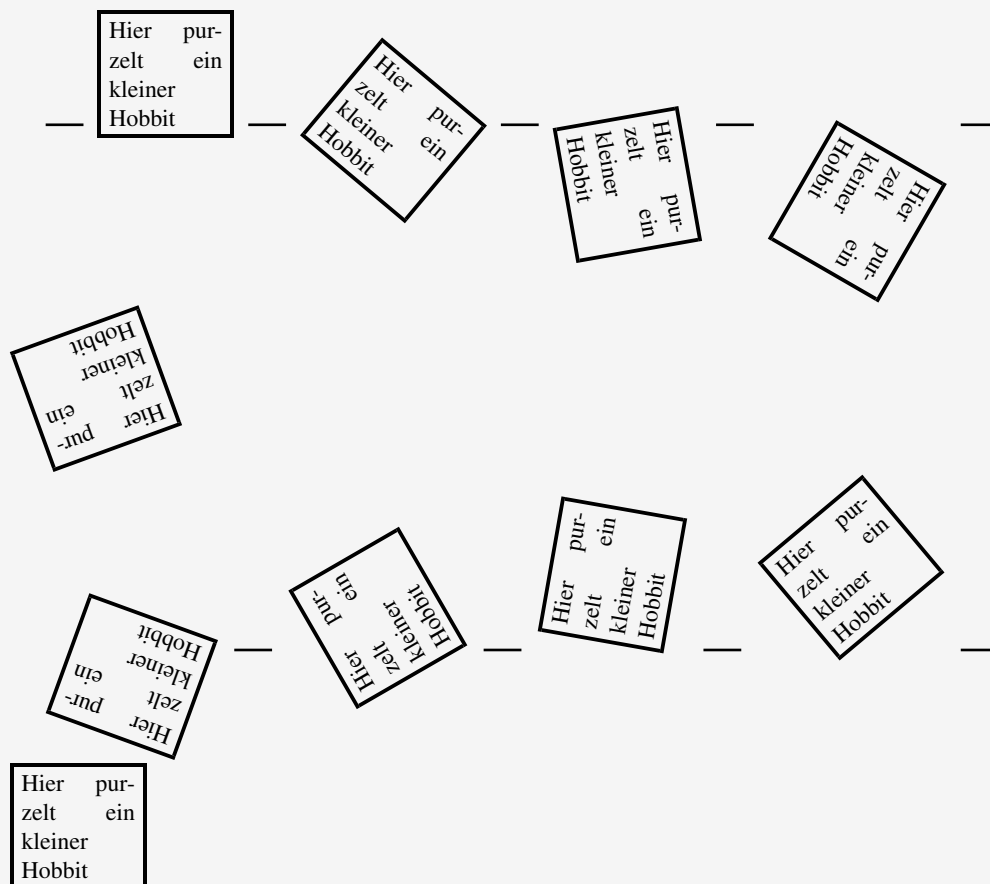 Hier pur-
zelt ein
kleiner
Hobbit
Hier pur-
zelt ein
kleiner
Hobbit
Hier pur-
zelt ein
kleiner
Hobbit
Hier pur-
zelt ein
kleiner
Hobbit
Hier pur-
zelt ein
kleiner
Hobbit
Hier pur-
zelt ein
kleiner
Hobbit
Hier pur-
zelt ein
kleiner
Hobbit
Hier pur-
zelt ein
kleiner
Hobbit
Hier pur-
zelt ein
kleiner
Hobbit
Hier pur-
zelt ein
kleiner
Hobbit